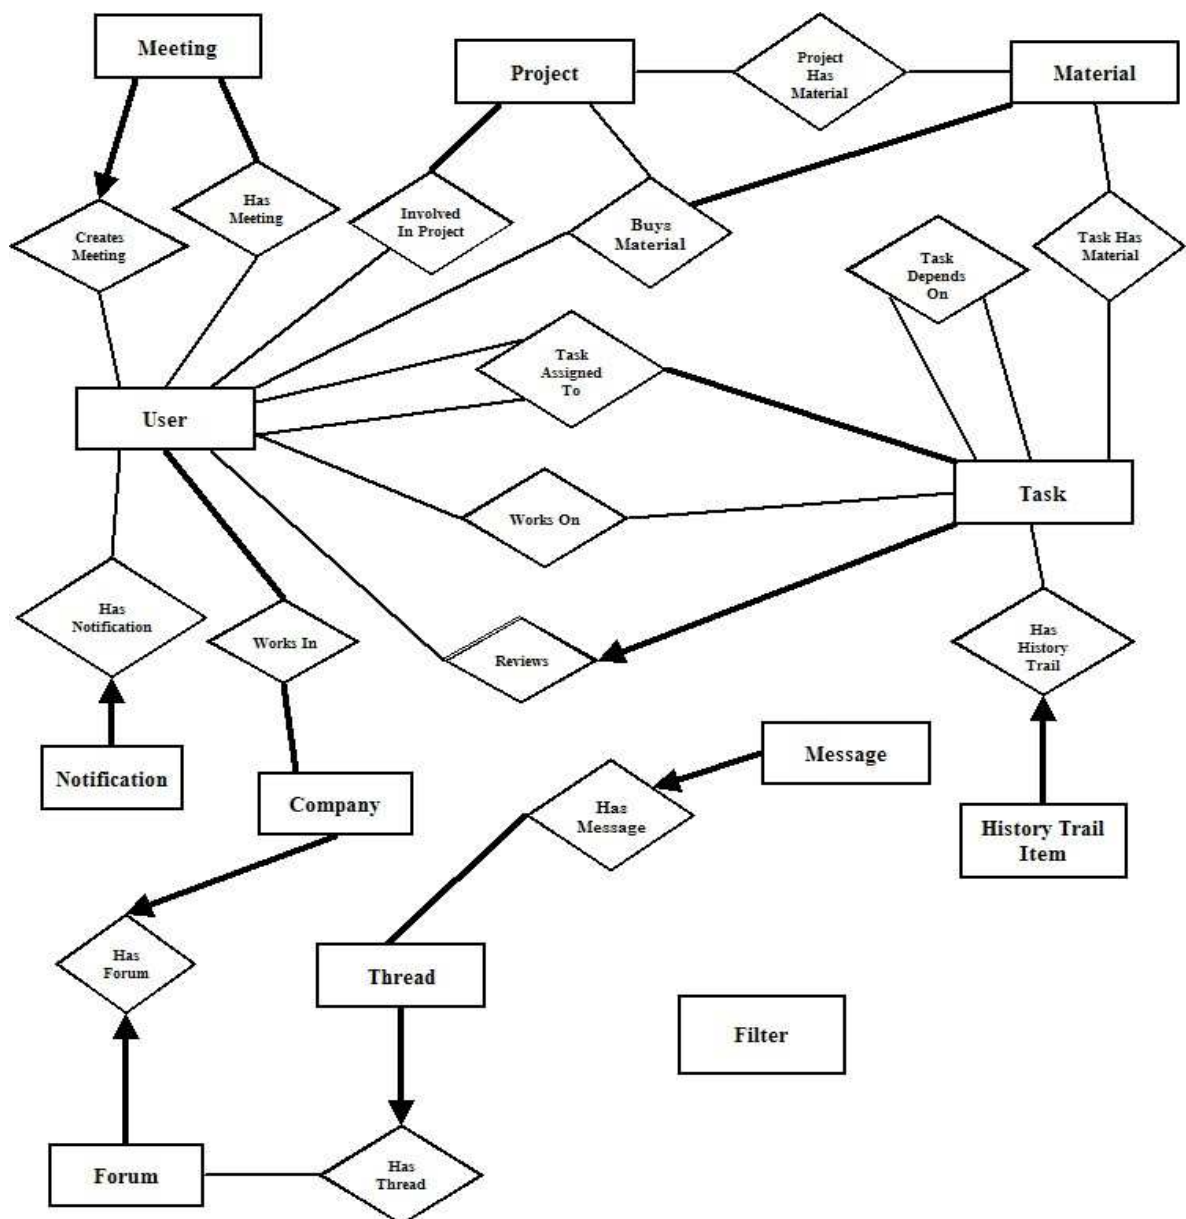 Meeting
Project
Project
Has
Material
Material
Has
Meeting
Involved
In Project
Creates
Meeting
Buys
Material
Task
Depends
On
Task Has
Material
Task
Assigned
To
User
Task
Works On
Has
Notification
Works In
Reviews
Has
History
Trail
Notification
Company
Message
Has
Message
History Trail
Item
Has
Forum
Thread
Filter
Forum
Has
Thread